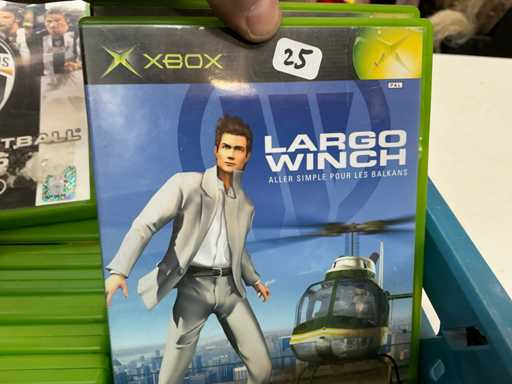 XBOX
25
PAL
LARGO
WINCH
ALLER SIMPLE POUR LES BALKANS
TBALL